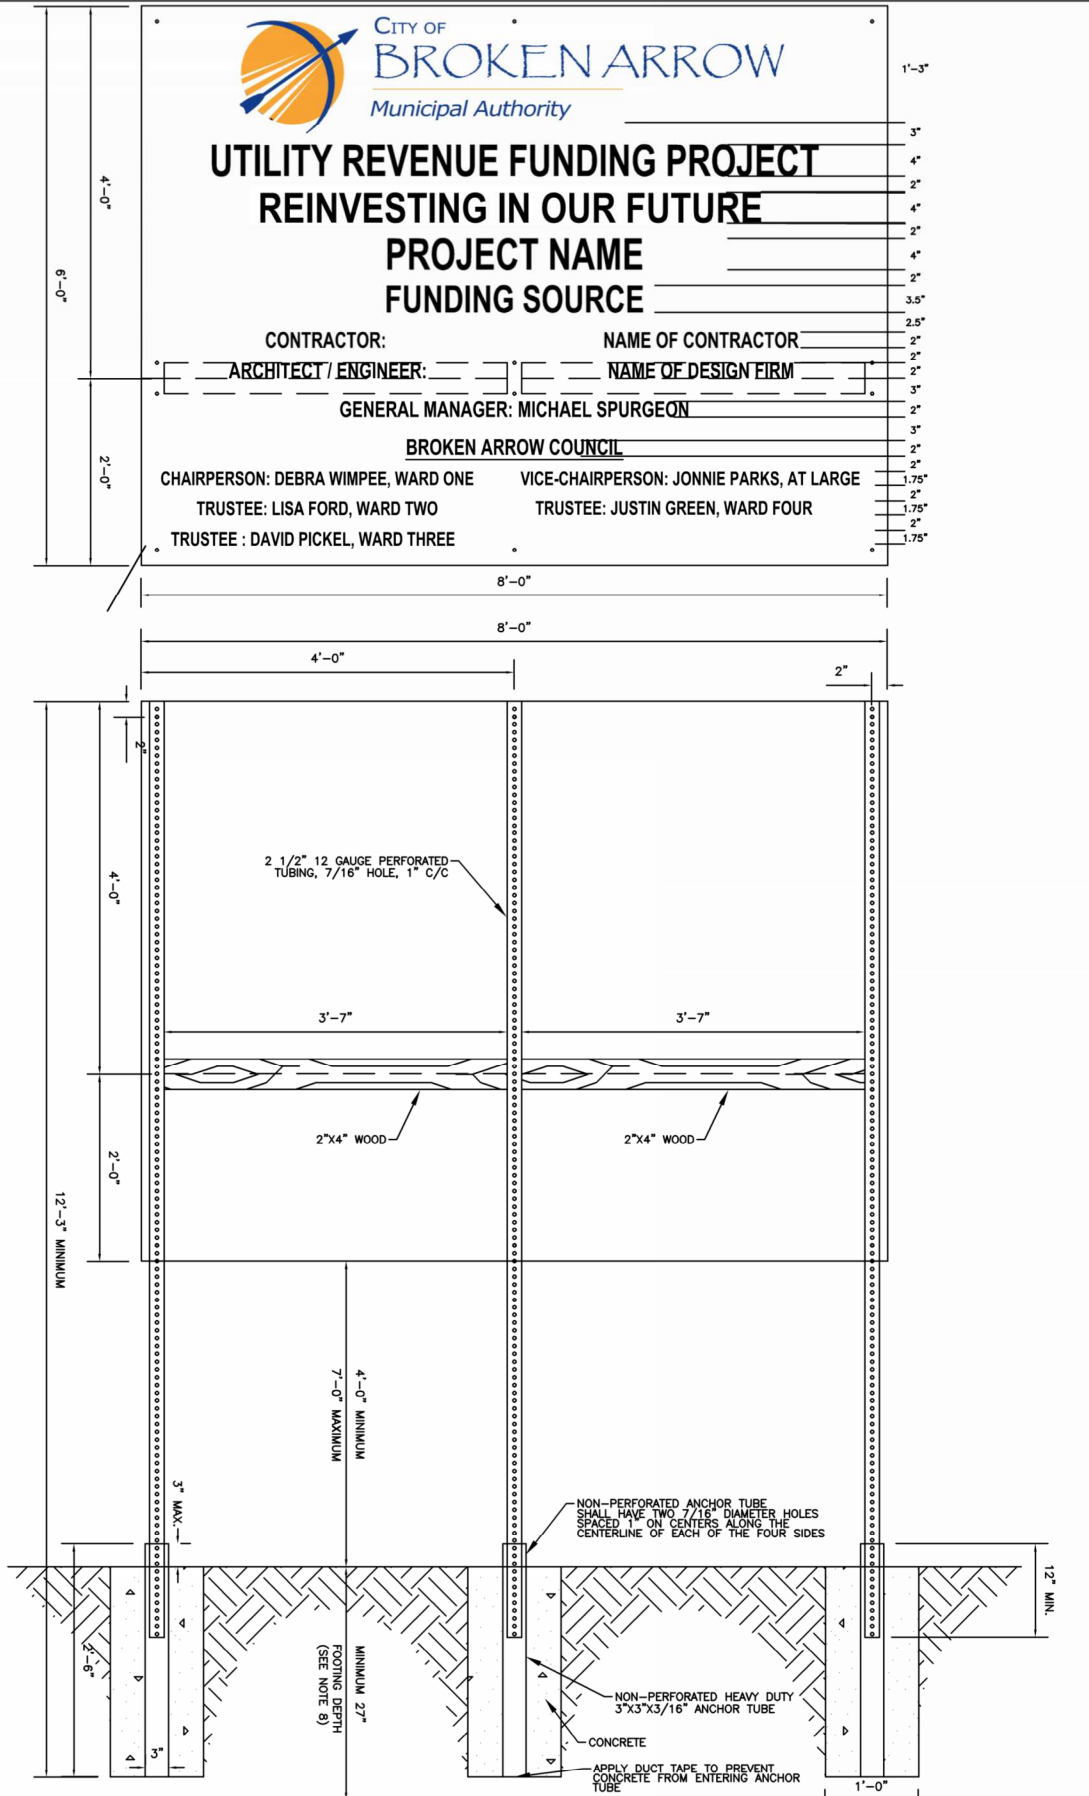 CITY OF
BROKEN ARROW
Municipal Authority
1'-3"
3"
UTILITY REVENUE FUNDING PROJECT
4"
2"
REINVESTING IN OUR FUTURE
4"
2"
PROJECT NAME
4"
2"
FUNDING SOURCE
3.5"
2.5"
CONTRACTOR: NAME OF CONTRACTOR
2"
2"
ARCHITECT / ENGINEER: NAME OF DESIGN FIRM
2"
3"
GENERAL MANAGER: MICHAEL SPURGEON
2"
3"
BROKEN ARROW COUNCIL
2"
2"
CHAIRPERSON: DEBRA WIMPEE, WARD ONE VICE-CHAIRPERSON: JONNIE PARKS, AT LARGE
1.75"
2"
TRUSTEE: LISA FORD, WARD TWO TRUSTEE: JUSTIN GREEN, WARD FOUR
1.75"
2"
TRUSTEE : DAVID PICKEL, WARD THREE
1.75"
4'-0"
6'-0"
2'-0"
8'-0"
8'-0"
4'-0"
2"
2"
2 1/2" 12 GAUGE PERFORATED
TUBING, 7/16" HOLE, 1" C/C
4'-0"
3'-7"
3'-7"
2"X4" WOOD
2"X4" WOOD
2'-0"
12'-3" MINIMUM
4'-0" MINIMUM
7'-0" MAXIMUM
3" MAX.
NON-PERFORATED ANCHOR TUBE
SHALL HAVE TWO 7/16" DIAMETER HOLES
SPACED 1" ON CENTERS ALONG THE
CENTERLINE OF EACH OF THE FOUR SIDES
12" MIN.
2'-6"
MINIMUM 27"
FOOTING DEPTH
(SEE NOTE 8)
NON-PERFORATED HEAVY DUTY
3"X3"X3/16" ANCHOR TUBE
CONCRETE
3"
APPLY DUCT TAPE TO PREVENT
CONCRETE FROM ENTERING ANCHOR
TUBE
1'-0"